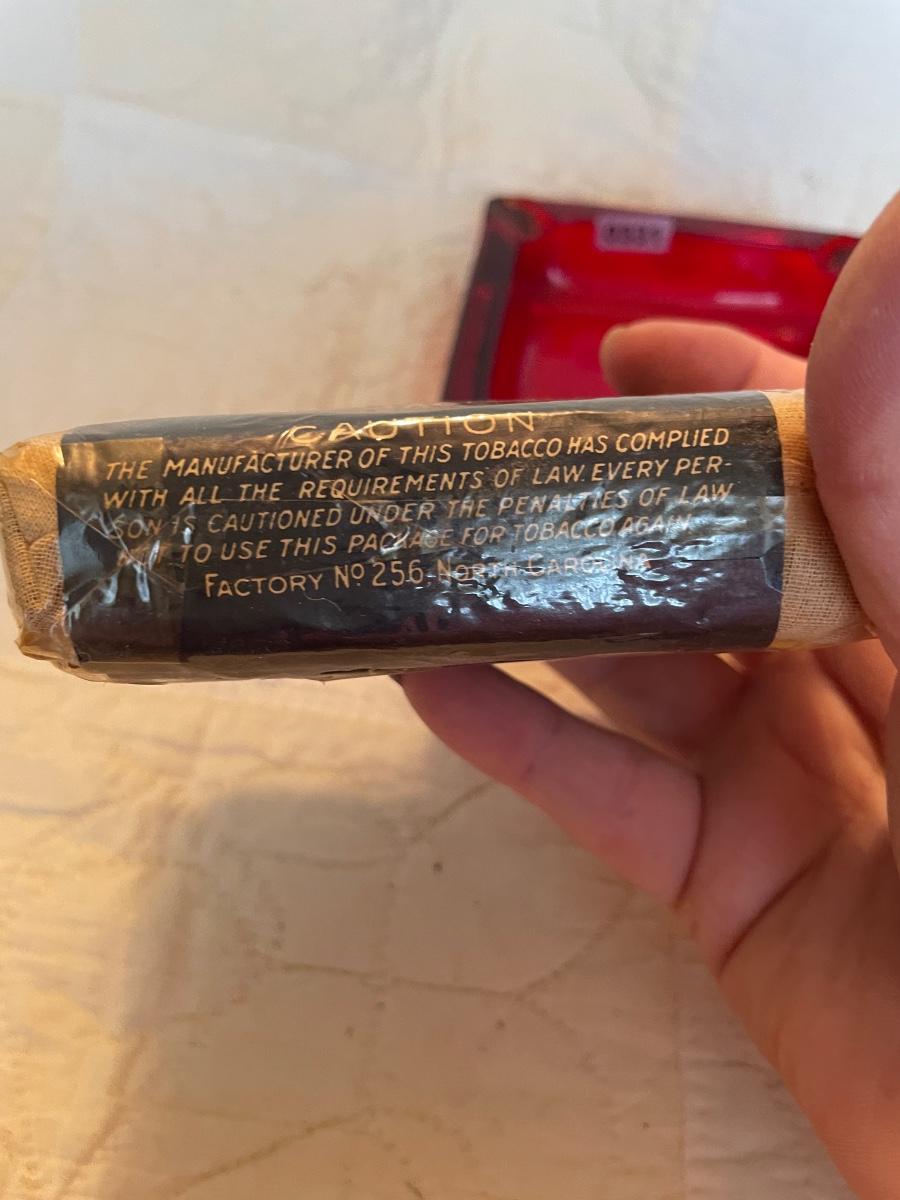 CAUTION
THE MANUFACTURER OF THIS TOBACCO HAS COMPLIED
WITH ALL THE REQUIREMENTS OF LAW. EVERY PER-
SON IS CAUTIONED UNDER THE PENALTIES OF LAW
NOT TO USE THIS PACKAGE FOR TOBACCO AGAIN
FACTORY Nº 256 NORTH CAROLINA